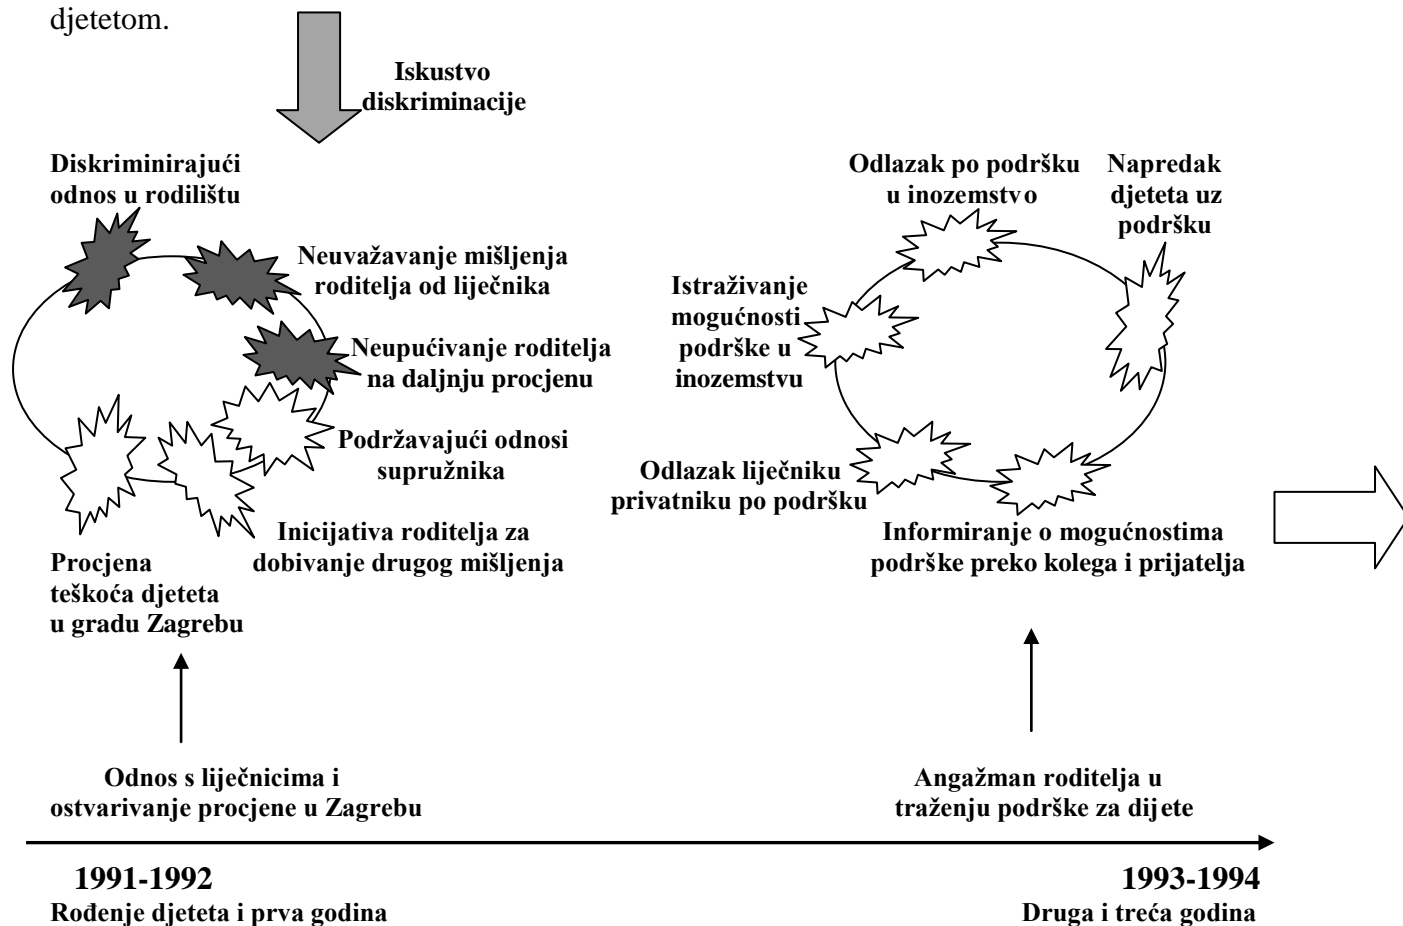 djetetom.
Iskustvo
diskriminacije
Diskriminirajući
odnos u rodilištu
Neuvažavanje mišljenja
roditelja od liječnika
Neupućivanje roditelja
na daljnju procjenu
Podržavajući odnosi
supružnika
Inicijativa roditelja za
dobivanje drugog mišljenja
Procjena
teškoća djeteta
u gradu Zagrebu
Odlazak po podršku
u inozemstvo
Napredak
djeteta uz
podršku
Istraživanje
mogućnosti
podrške u
inozemstvu
Odlazak liječniku
privatniku po podršku
Informiranje o mogućnostima
podrške preko kolega i prijatelja
Odnos s liječnicima i
ostvarivanje procjene u Zagrebu
Angažman roditelja u
traženju podrške za dijete
1991-1992
Rođenje djeteta i prva godina
1993-1994
Druga i treća godina